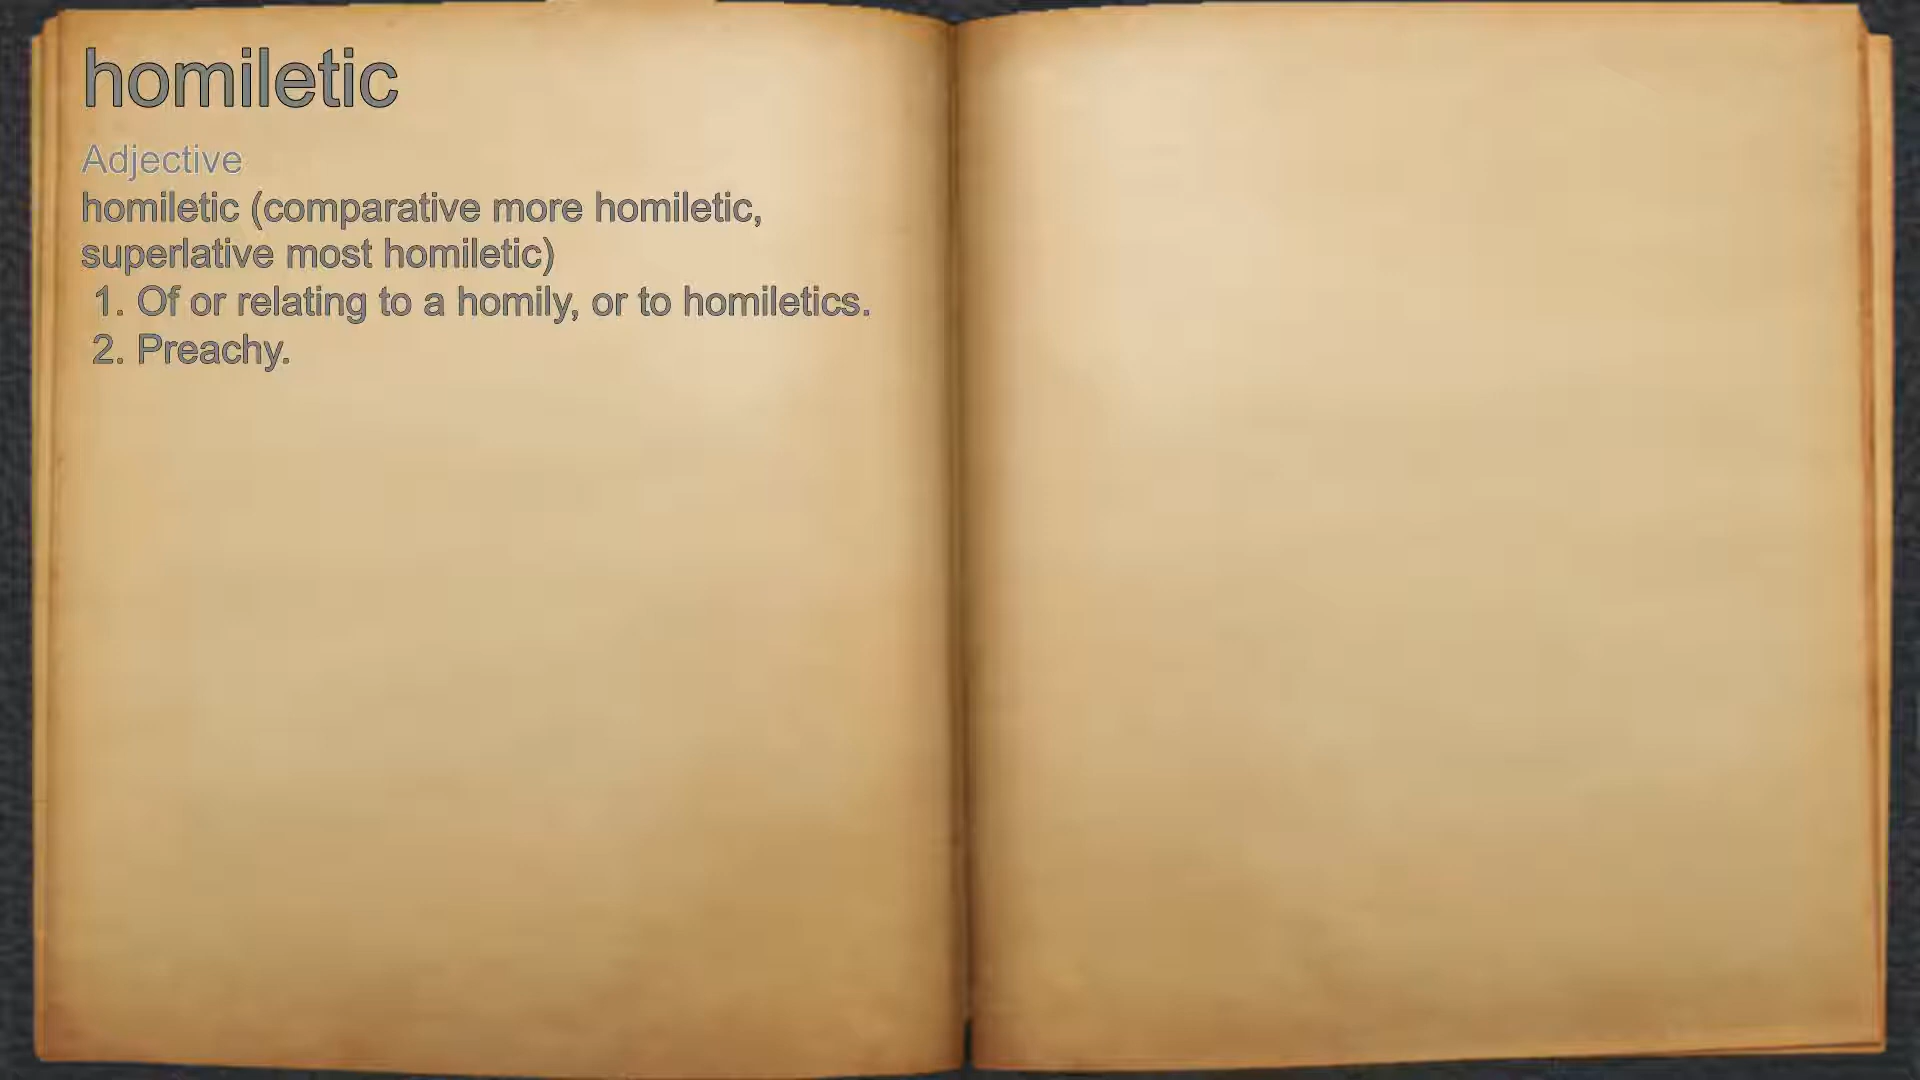 homiletic
Adjective
homiletic (comparative more homiletic,
superlative most homiletic)
1. Of or relating to a homily, or to homiletics.
2. Preachy.